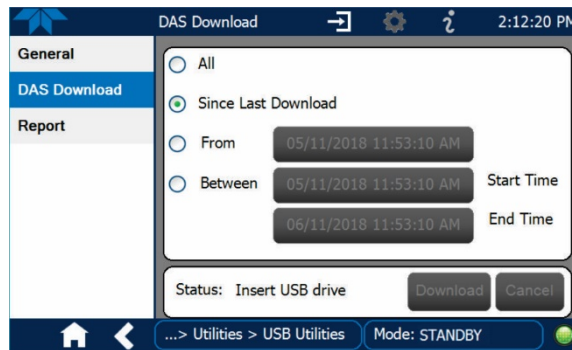 DAS Download
2:12:20 PM
General
DAS Download
Report
All
Since Last Download
From
05/11/2018 11:53:10 AM
Between
05/11/2018 11:53:10 AM
Start Time
06/11/2018 11:53:10 AM
End Time
Status: Insert USB drive
Download
Cancel
...> Utilities > USB Utilities
Mode: STANDBY